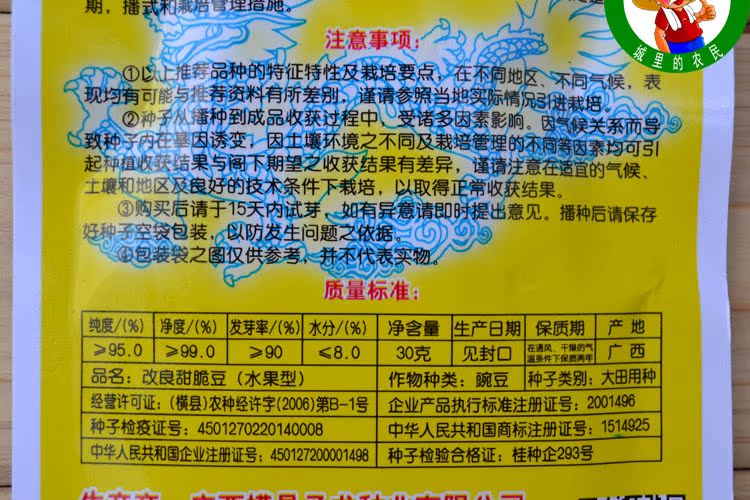 期，播式和栽培管理措施。
城里的农民
注意事项：
①以上推荐品种的特征特性及栽培要点，在不同地区、不同气候，表
现均有可能与推荐资料有所差别，谨请参照当地实际情况引进栽培。
②种子从播种到成品收获过程中，受诸多因素影响。因气候关系而导
致种子内在基因诱变，因土壤环境之不同及栽培管理的不同等因素均可引
起种植收获结果与阁下期望之收获结果有差异，谨请注意在适宜的气候、
土壤和地区及良好的技术条件下栽培，以取得正常收获结果。
③购买后请于15天内试芽，如有异意请即时提出意见。播种后请保存
好种子空袋包装，以防发生问题之依据。
④包装袋之图仅供参考，并不代表实物。
质量标准：
纯度/(%) 净度/(%) 发芽率/(%) 水分/(%) 净含量 生产日期 保质期 产地
≥95.0 ≥99.0 ≥90 ≤8.0 30克 见封口 在通风、干燥的气温条件下保质两年 广西
品名：改良甜脆豆（水果型） 作物种类：豌豆 种子类别：大田用种
经营许可证：(横县)农种经许字(2006)第B-1号 企业产品执行标准注册证号：2001496
种子检疫证号：4501270220140008 中华人民共和国商标注册证号：1514925
中华人民共和国企业注册证号：450127200001498 种子检验合格证：桂种企293号